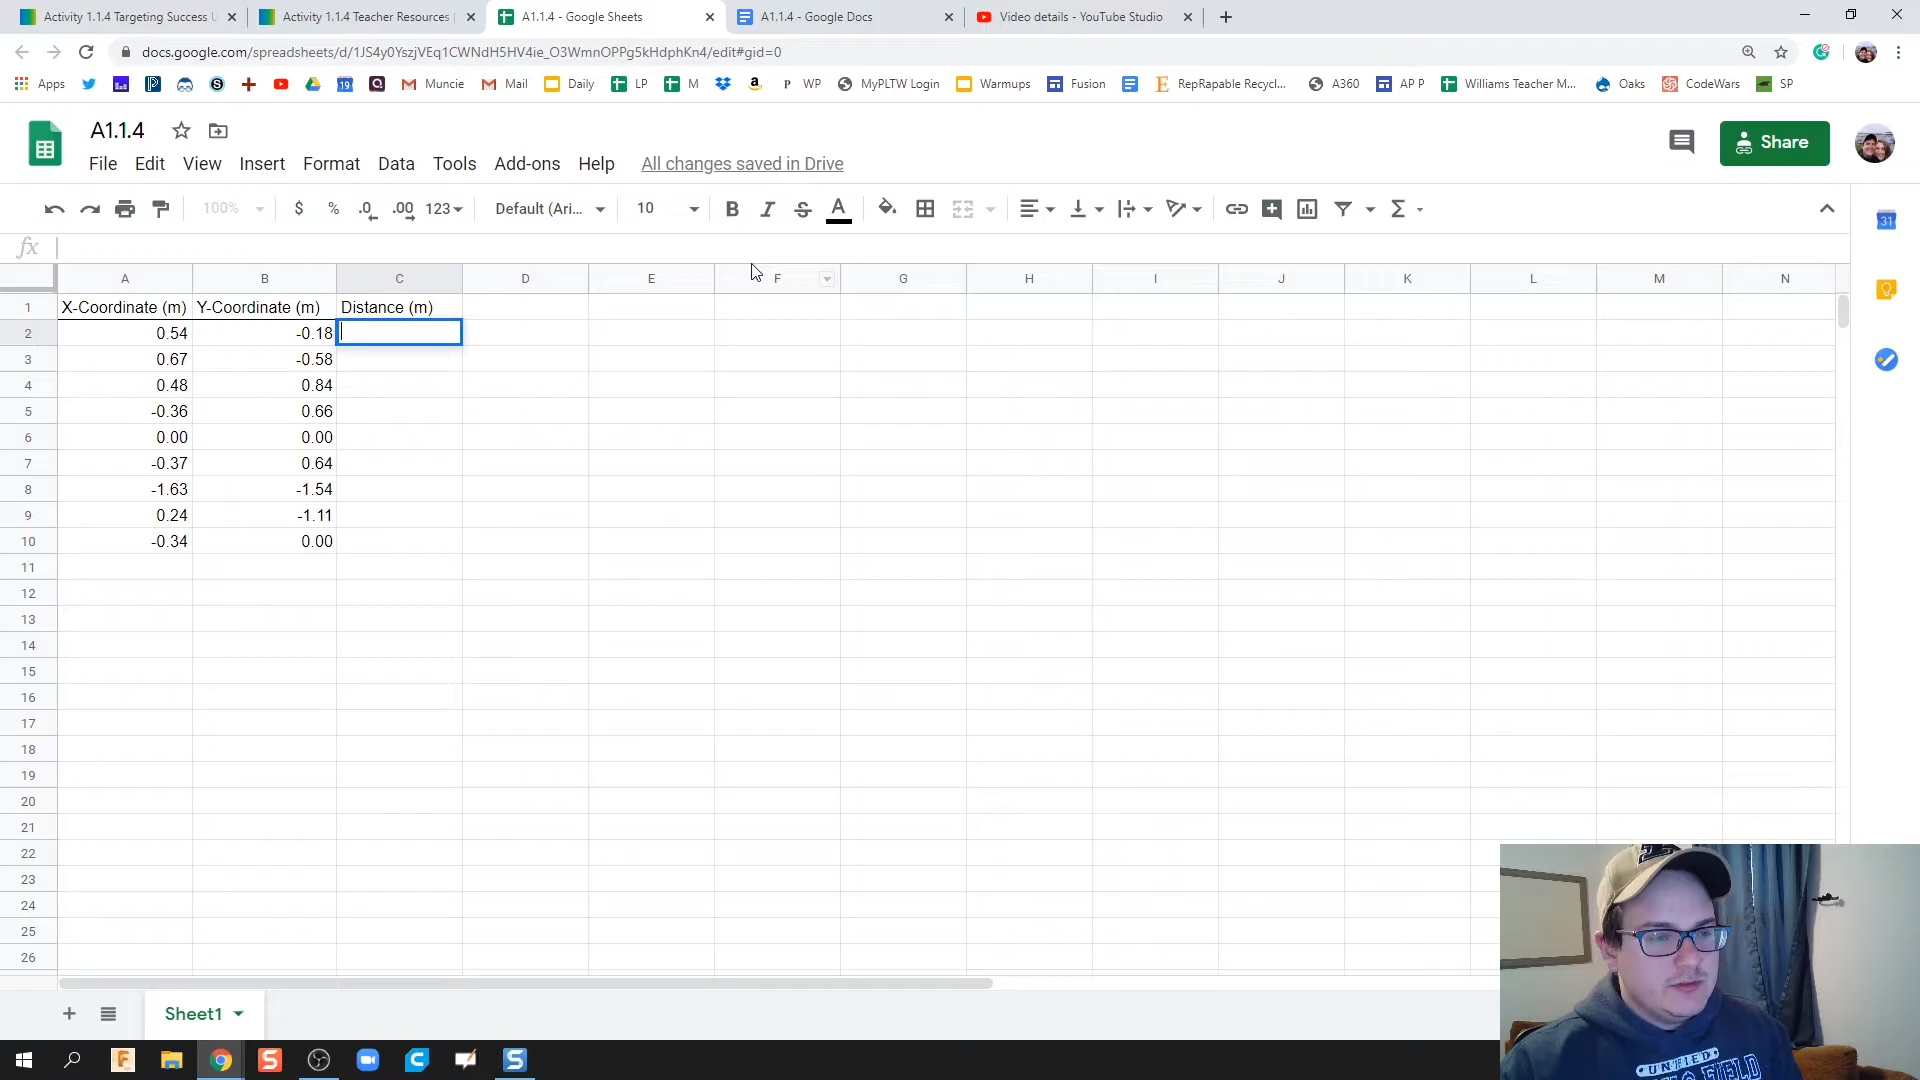 Activity 1.1.4 Targeting Success U
Activity 1.1.4 Teacher Resources
A1.1.4 - Google Sheets
A1.1.4 - Google Docs
Video details - YouTube Studio
docs.google.com/spreadsheets/d/1JS4y0YszjVEq1CWNdH5HV4ie_O3WmnOPPg5kHdphKn4/edit#gid=0
Apps Muncie Mail Daily LP M WP MyPLTW Login Warmups Fusion RepRapable Recycl... A360 AP P Williams Teacher M... Oaks CodeWars SP
A1.1.4
Share
File Edit View Insert Format Data Tools Add-ons Help All changes saved in Drive
100% $ % .0 .00 123 Default (Ari... 10 B I S A
fx
A B C D E F G H I J K L M N
1 X-Coordinate (m) Y-Coordinate (m) Distance (m)
2 0.54 -0.18
3 0.67 -0.58
4 0.48 0.84
5 -0.36 0.66
6 0.00 0.00
7 -0.37 0.64
8 -1.63 -1.54
9 0.24 -1.11
10 -0.34 0.00
11
12
13
14
15
16
17
18
19
20
21
22
23
24
25
26
Sheet1
UNIFIED
FIELD